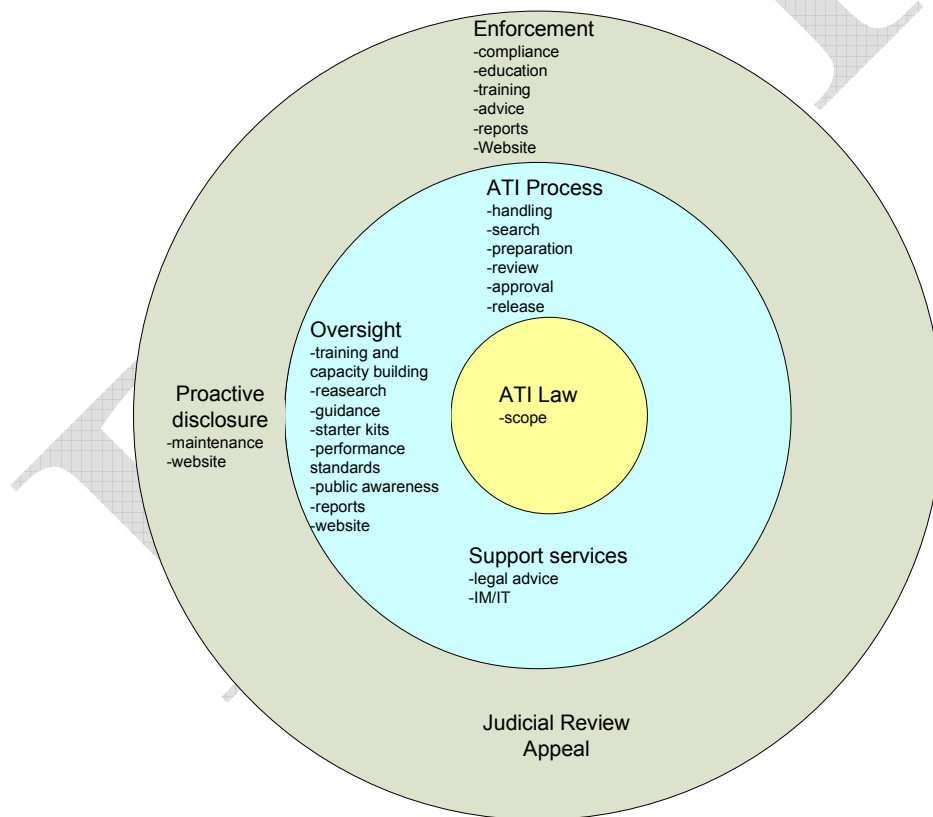 Enforcement
-compliance
-education
-training
-advice
-reports
-Website
ATI Process
-handling
-search
-preparation
-review
-approval
-release
Oversight
-training and
capacity building
-reasearch
-guidance
-starter kits
-performance
standards
-public awareness
-reports
-website
Proactive
disclosure
-maintenance
-website
ATI Law
-scope
Support services
-legal advice
-IM/IT
Judicial Review
Appeal